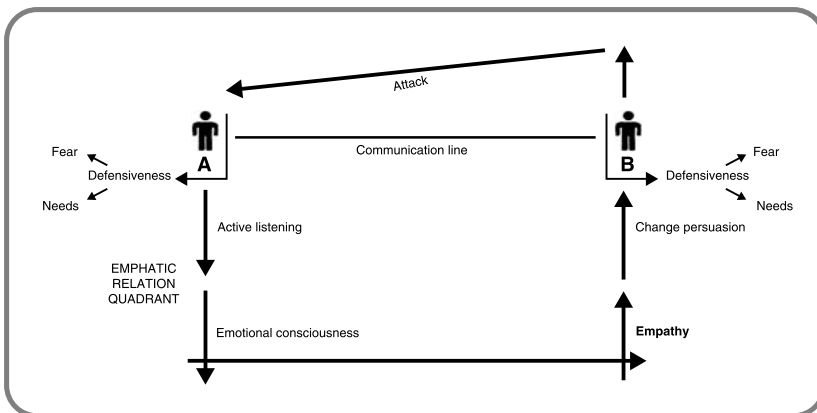 Attack
A
B
Communication line
Fear
Defensiveness
Needs
Fear
Defensiveness
Needs
Active listening
Change persuasion
EMPHATIC
RELATION
QUADRANT
Emotional consciousness
Empathy